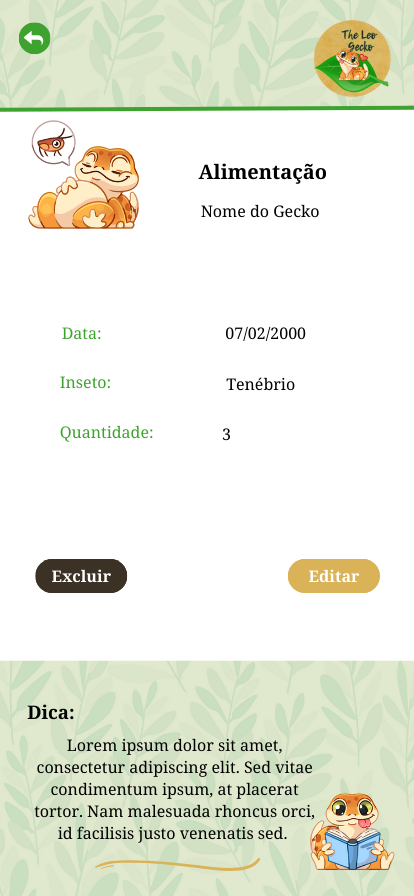 The Leo
Gecko
Alimentação
Nome do Gecko
Data: 07/02/2000
Inseto: Tenébrio
Quantidade: 3
Excluir Editar
Dica:
Lorem ipsum dolor sit amet,
consectetur adipiscing elit. Sed vitae
condimentum ipsum, at placerat
tortor. Nam malesuada rhoncus orci,
id facilisis justo venenatis sed.